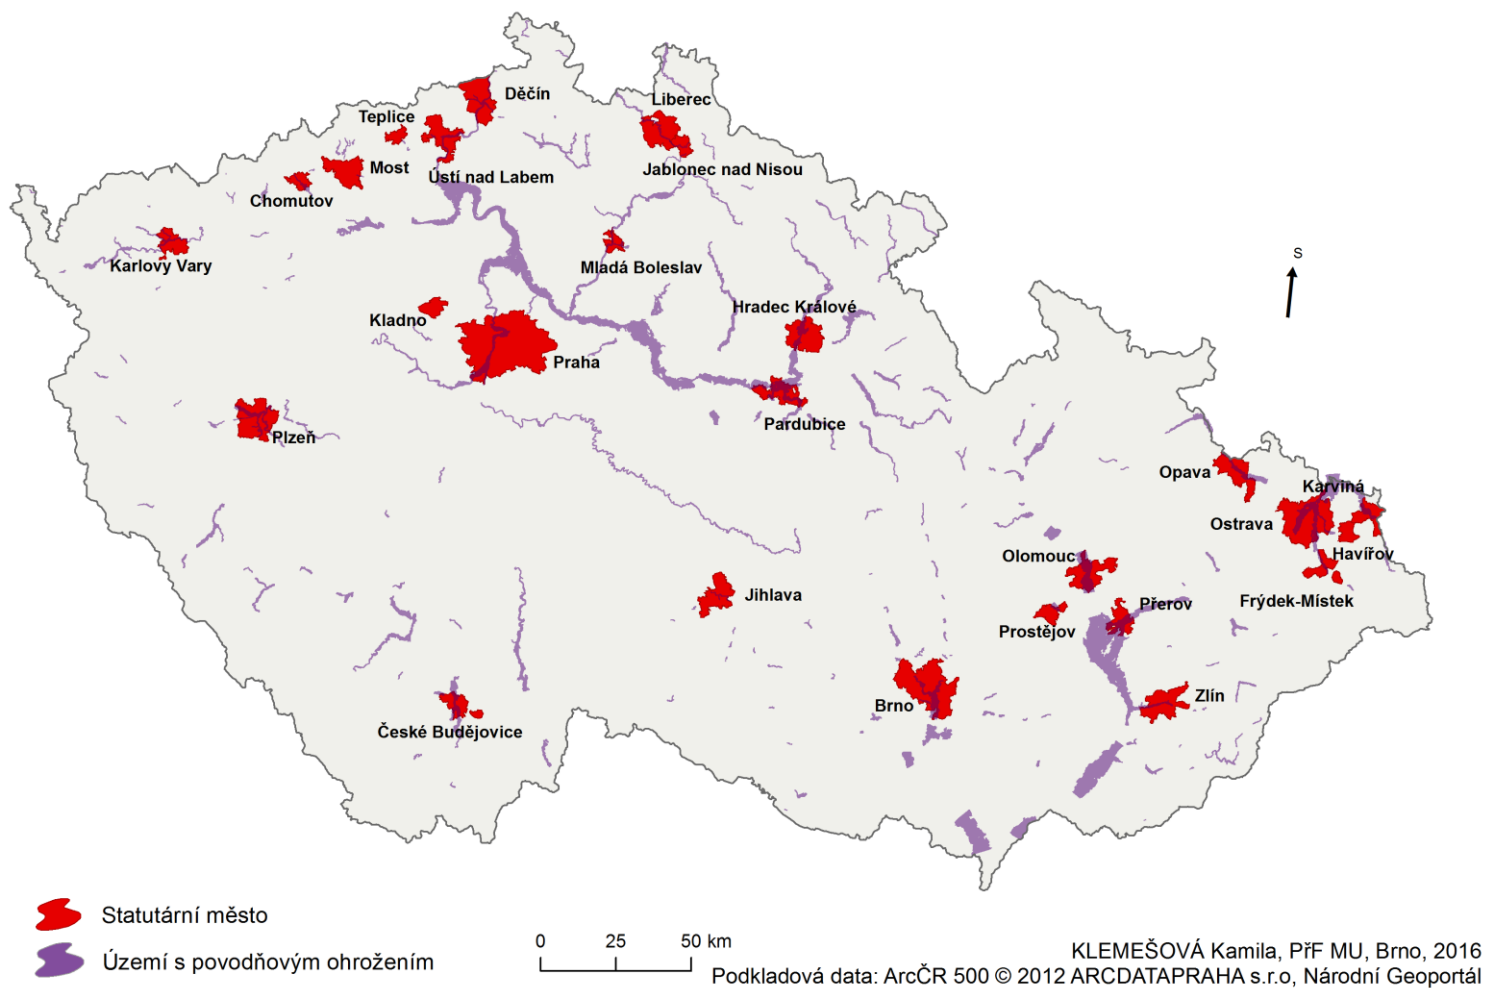 Děčín
Liberec
Teplice
Most
Jablonec nad Nisou
Ústí nad Labem
Chomutov
Karlovy Vary
Mladá Boleslav
S
Kladno
Hradec Králové
Praha
Pardubice
Plzeň
Opava
Karviná
Ostrava
Havířov
Olomouc
Frýdek-Místek
Přerov
Prostějov
Jihlava
Zlín
Brno
České Budějovice
Statutární město
Území s povodňovým ohrožením
0 25 50 km
KLEMEŠOVÁ Kamila, PřF MU, Brno, 2016
Podkladová data: ArcČR 500 © 2012 ARCDATAPRAHA s.r.o, Národní Geoportál